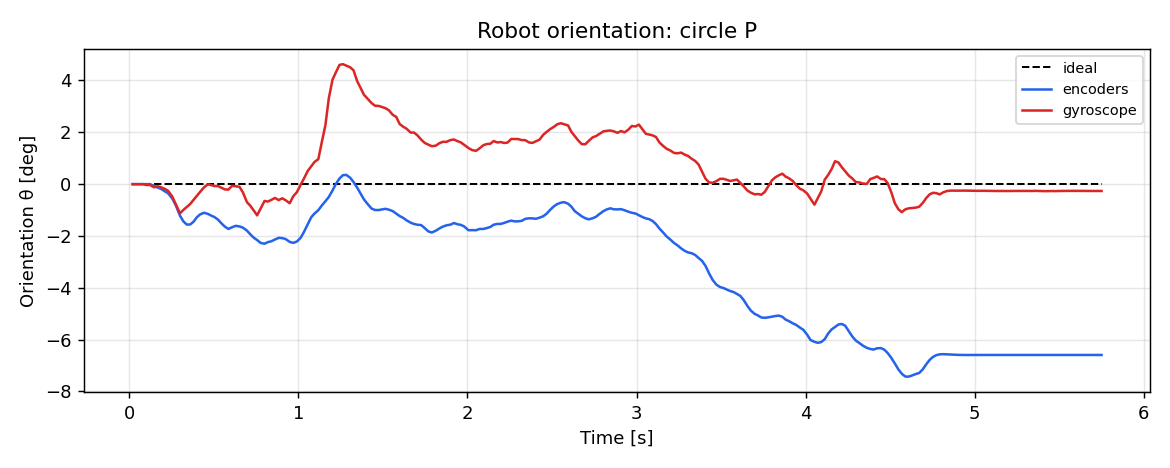 Robot orientation: circle P
Orientation θ [deg]
4
2
0
−2
−4
−6
−8
ideal
encoders
gyroscope
0 1 2 3 4 5 6
Time [s]